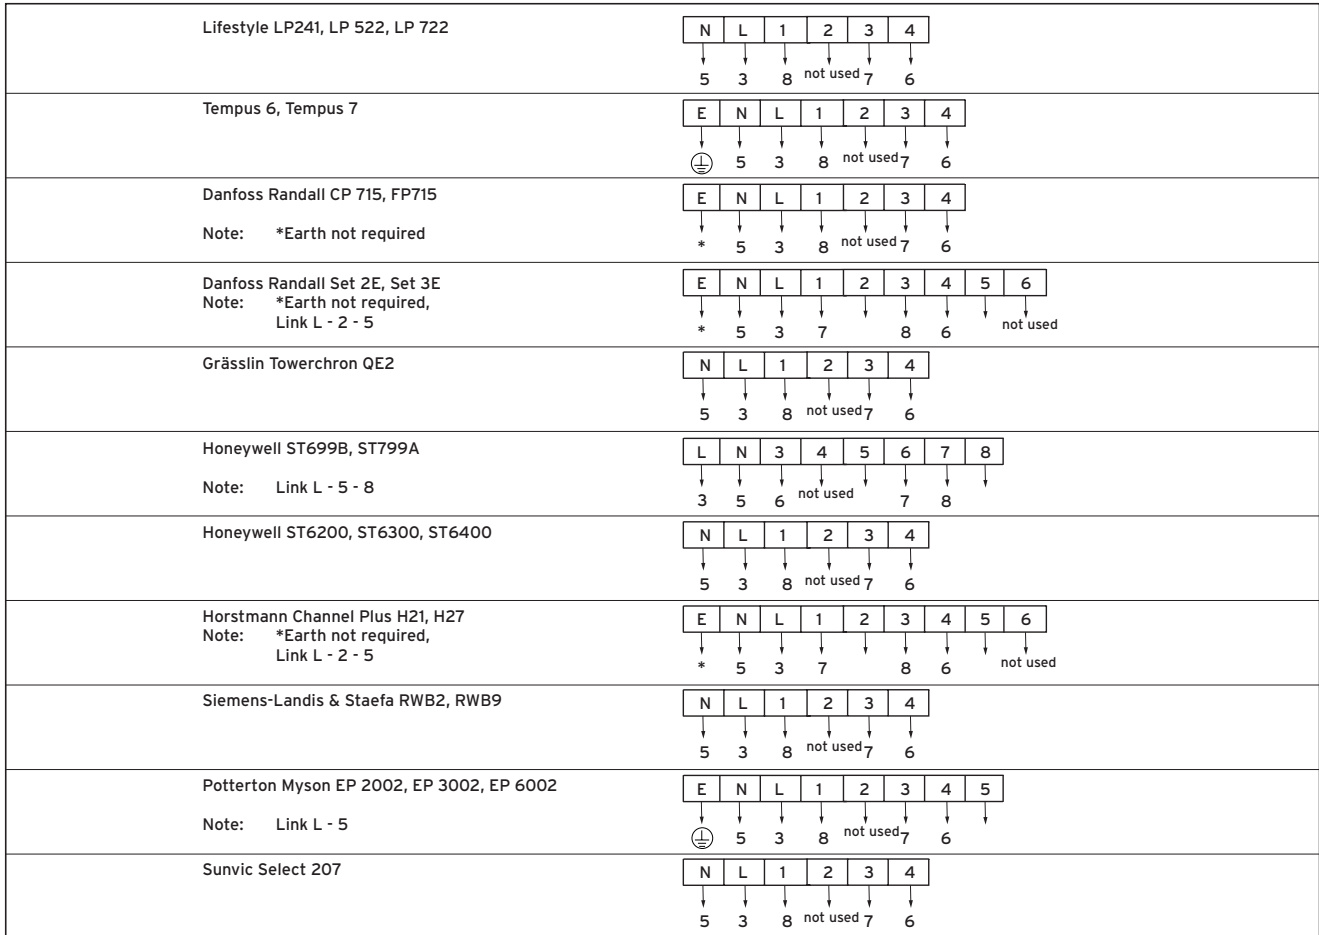 Lifestyle LP241, LP 522, LP 722
N L 1 2 3 4
5 3 8 not used 7 6
Tempus 6, Tempus 7
E N L 1 2 3 4
5 3 8 not used 7 6
Danfoss Randall CP 715, FP715
Note: *Earth not required
E N L 1 2 3 4
* 5 3 8 not used 7 6
Danfoss Randall Set 2E, Set 3E
Note: *Earth not required,
Link L - 2 - 5
E N L 1 2 3 4 5 6
* 5 3 7 8 6 not used
Grässlin Towerchron QE2
N L 1 2 3 4
5 3 8 not used 7 6
Honeywell ST699B, ST799A
Note: Link L - 5 - 8
L N 3 4 5 6 7 8
3 5 6 not used 7 8
Honeywell ST6200, ST6300, ST6400
N L 1 2 3 4
5 3 8 not used 7 6
Horstmann Channel Plus H21, H27
Note: *Earth not required,
Link L - 2 - 5
E N L 1 2 3 4 5 6
* 5 3 7 8 6 not used
Siemens-Landis & Staefa RWB2, RWB9
N L 1 2 3 4
5 3 8 not used 7 6
Potterton Myson EP 2002, EP 3002, EP 6002
Note: Link L - 5
E N L 1 2 3 4 5
5 3 8 not used 7 6
Sunvic Select 207
N L 1 2 3 4
5 3 8 not used 7 6